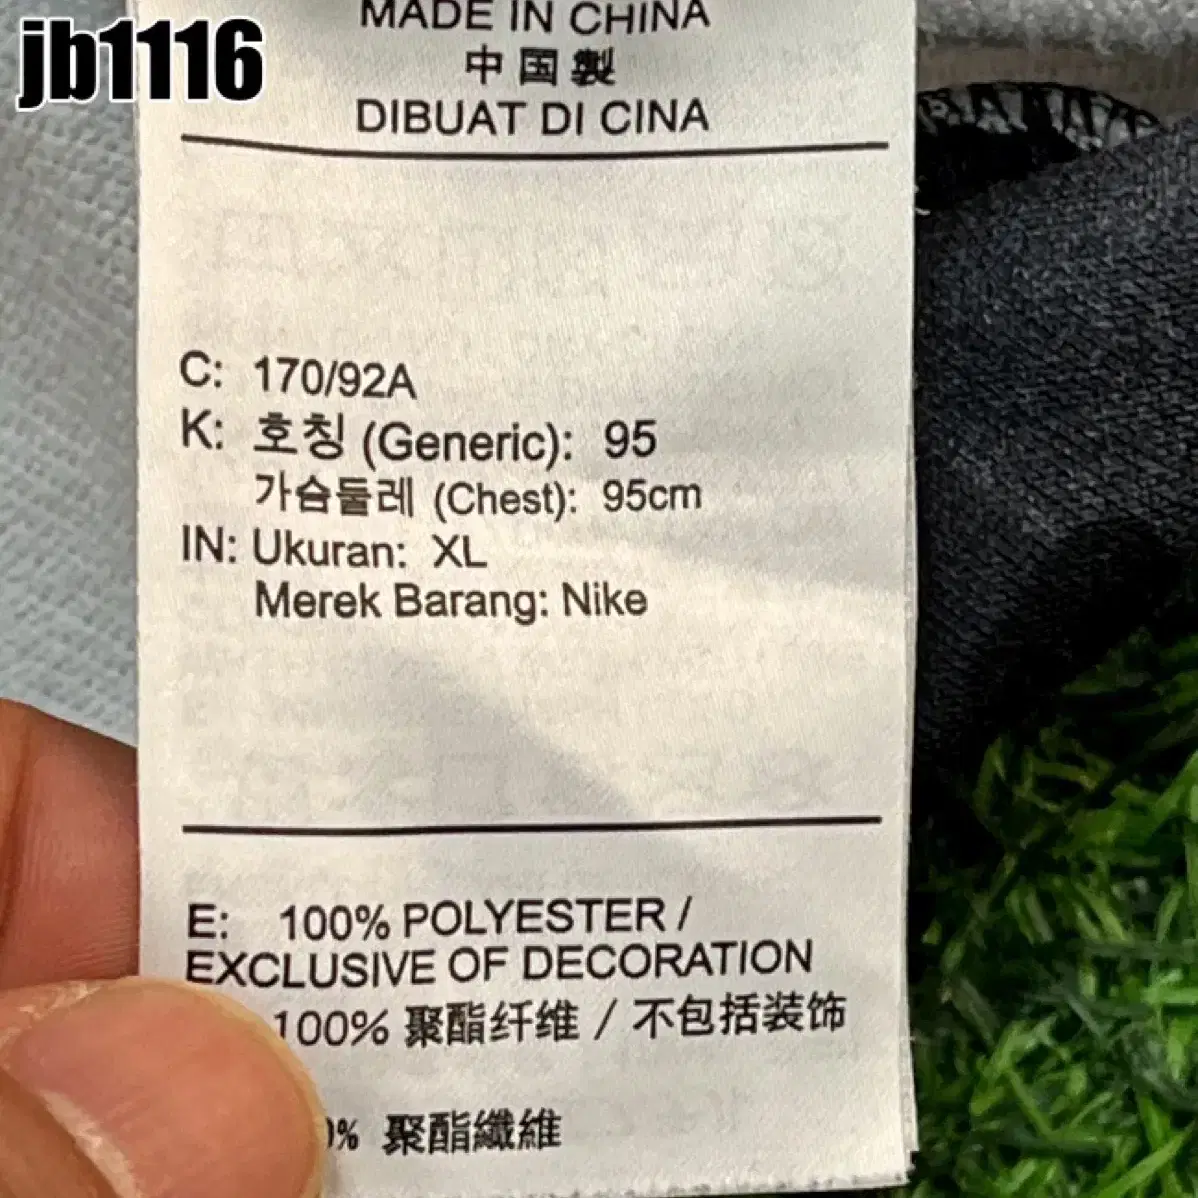 jb1116
MADE IN CHINA
中国製
DIBUAT DI CINA
C: 170/92A
K: 호칭 (Generic): 95
가슴둘레 (Chest): 95cm
IN: Ukuran: XL
Merek Barang: Nike
E: 100% POLYESTER /
EXCLUSIVE OF DECORATION
100% 聚酯纤维 / 不包括装饰
% 聚酯纖維